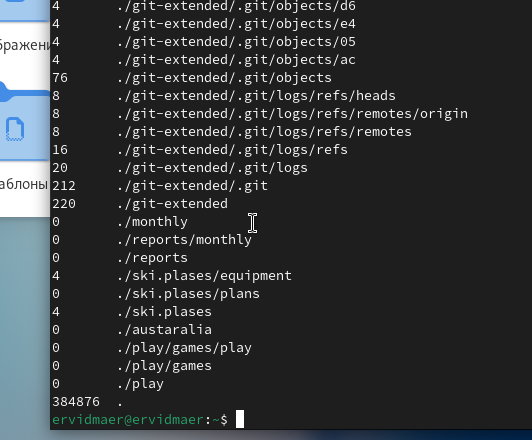 4 ./git-extended/.git/objects/d6
4 ./git-extended/.git/objects/e4
4 ./git-extended/.git/objects/05
бражени
4 ./git-extended/.git/objects/ac
76 ./git-extended/.git/objects
8 ./git-extended/.git/logs/refs/heads
8 ./git-extended/.git/logs/refs/remotes/origin
8 ./git-extended/.git/logs/refs/remotes
16 ./git-extended/.git/logs/refs
20 ./git-extended/.git/logs
аблоны
212 ./git-extended/.git
220 ./git-extended
0 ./monthly
0 ./reports/monthly
0 ./reports
4 ./ski.plases/equipment
0 ./ski.plases/plans
4 ./ski.plases
0 ./austaralia
0 ./play/games/play
0 ./play/games
0 ./play
384876 .
ervidmaer@ervidmaer:~$